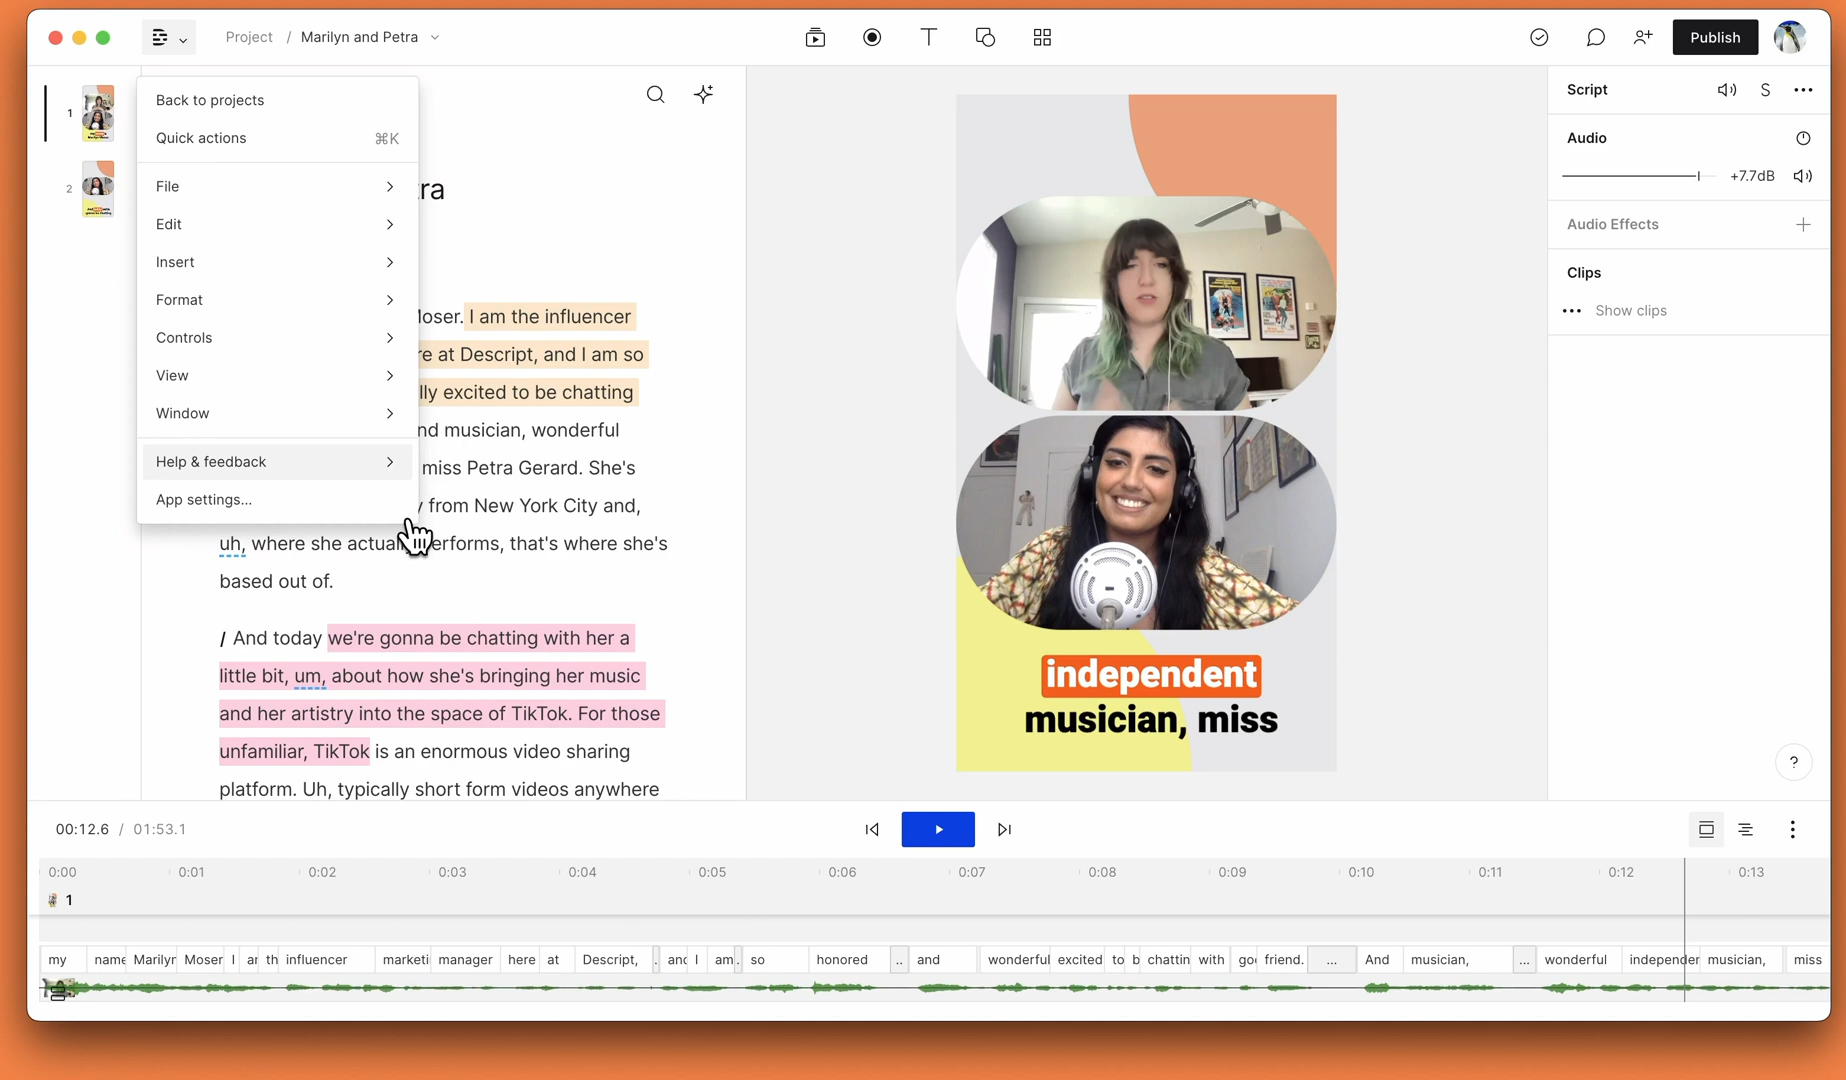 Project / Marilyn and Petra
Publish
1
2
Back to projects
Quick actions ⌘K
File
Edit
Insert
Format
Controls
View
Window
Help & feedback
App settings...
ra
Moser. I am the influencer
re at Descript, and I am so
lly excited to be chatting
nd musician, wonderful
miss Petra Gerard. She's
y from New York City and,
uh, where she actua erforms, that's where she's
based out of.
/ And today we're gonna be chatting with her a
little bit, um, about how she's bringing her music
and her artistry into the space of TikTok. For those
unfamiliar, TikTok is an enormous video sharing
platform. Uh, typically short form videos anywhere
independent
musician, miss
Script S
Audio
+7.7dB
Audio Effects
Clips
Show clips
?
00:12.6 / 01:53.1
0:00 0:01 0:02 0:03 0:04 0:05 0:06 0:07 0:08 0:09 0:10 0:11 0:12 0:13
1
my name Marilyn Moser I ar th influencer marketi manager here at Descript, . and I am . so honored .. and wonderful excited to b chattin with goo friend. ... And musician, ... wonderful independen musician, miss